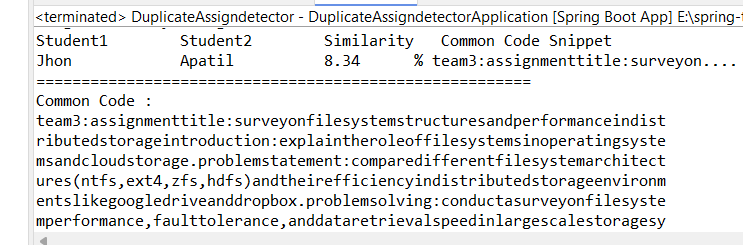 <terminated> DuplicateAssigndetector - DuplicateAssigndetectorApplication [Spring Boot App] E:\spring-
Student1 Student2 Similarity Common Code Snippet
Jhon Apatil 8.34 % team3:assignmenttitle:surveyon....
=======================================================
Common Code :
team3:assignmenttitle:surveyonfilesystemstructuresandperformanceindist
ributedstorageintroduction:explaintheroleoffilesystemsinoperatingsyste
msandcloudstorage.problemstatement:comparedifferentfilesystemarchitect
ures(ntfs,ext4,zfs,hdfs)andtheirefficiencyindistributedstorageenvironm
entslikegoogledriveanddropbox.problemsolving:conductasurveyonfilesyste
mperformance,faulttolerance,anddataretrievalspeedinlargescalestoragesy